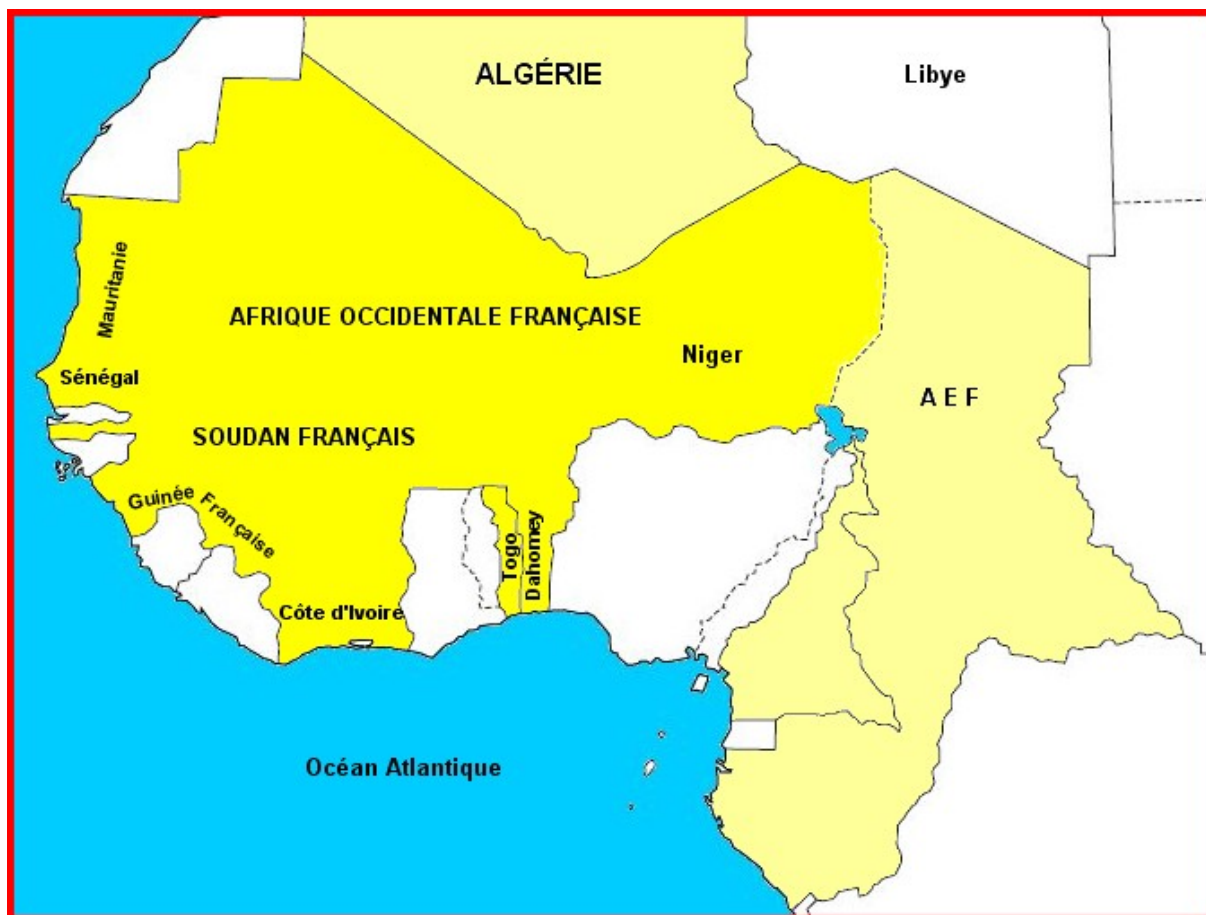 ALGÉRIE
Libye
Mauritanie
AFRIQUE OCCIDENTALE FRANÇAISE
Niger
Sénégal
A E F
SOUDAN FRANÇAIS
Guinée Française
Togo
Dahomey
Côte d'Ivoire
Océan Atlantique